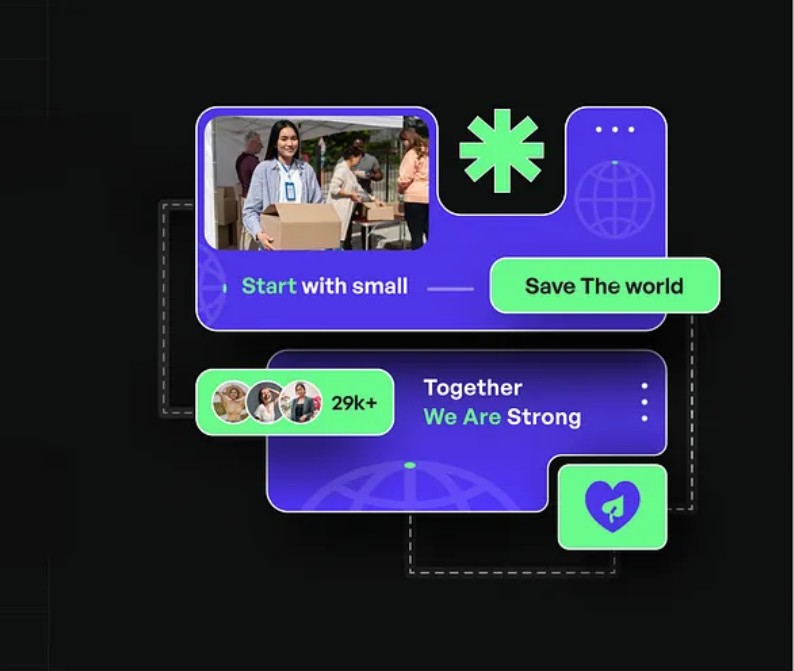 Start with small
Save The world
29k+
Together
We Are Strong